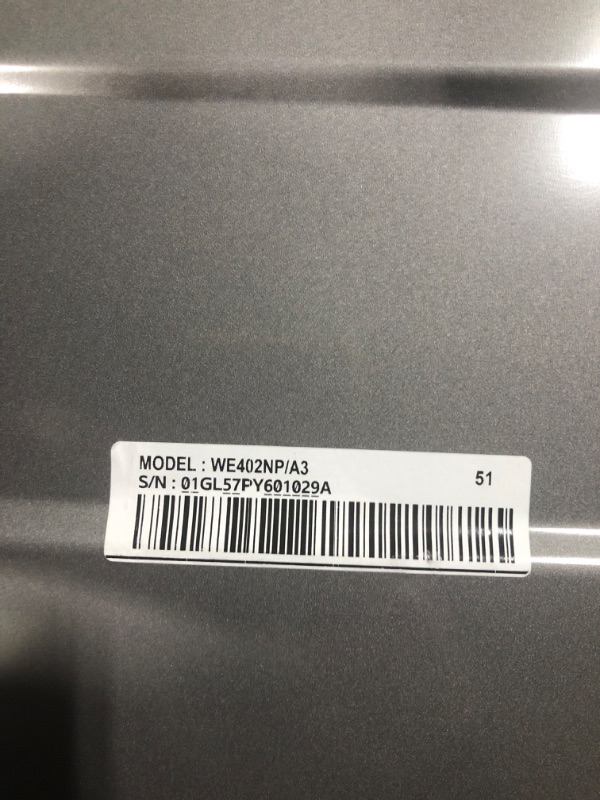 MODEL : WE402NP/A3
51
S/N : 01GL57PY601029A